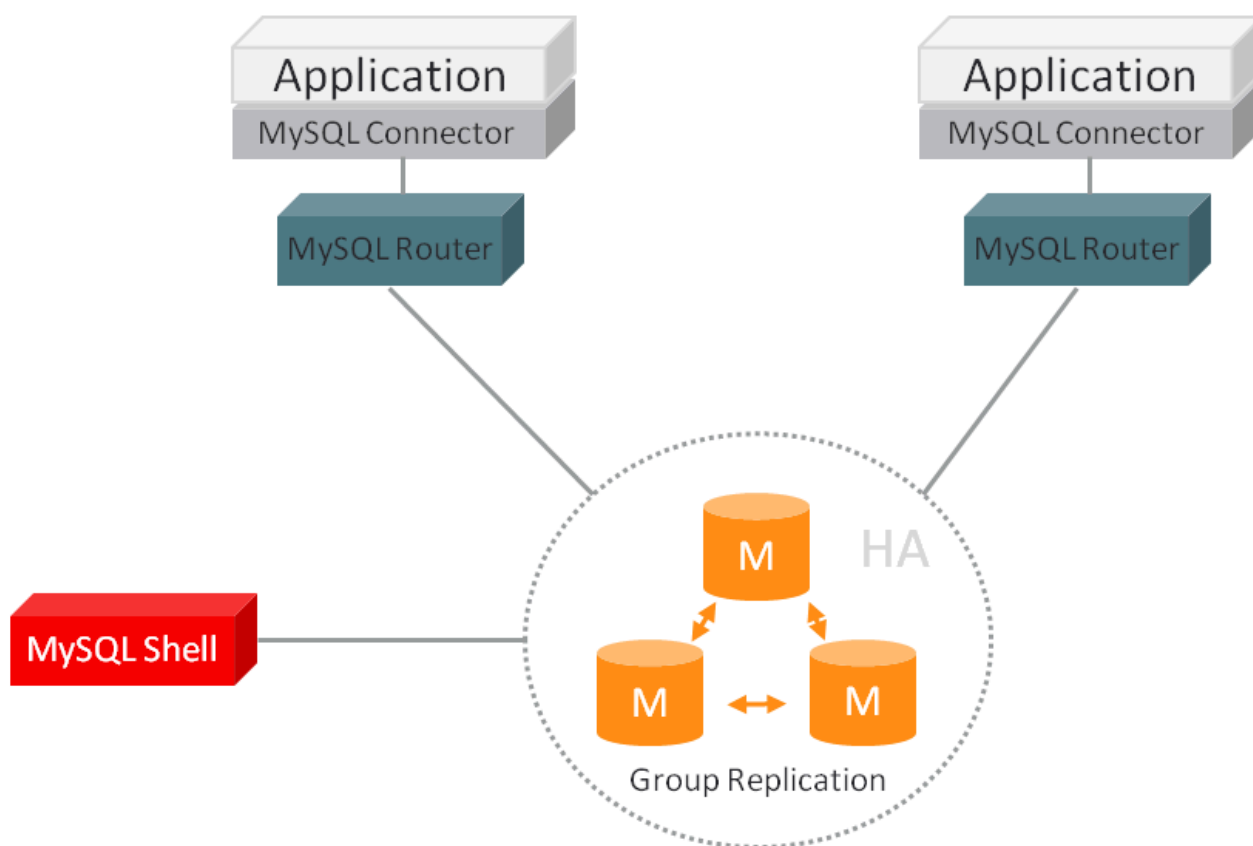 Application
MySQL Connector
MySQL Router
Application
MySQL Connector
MySQL Router
HA
M
M
M
MySQL Shell
Group Replication